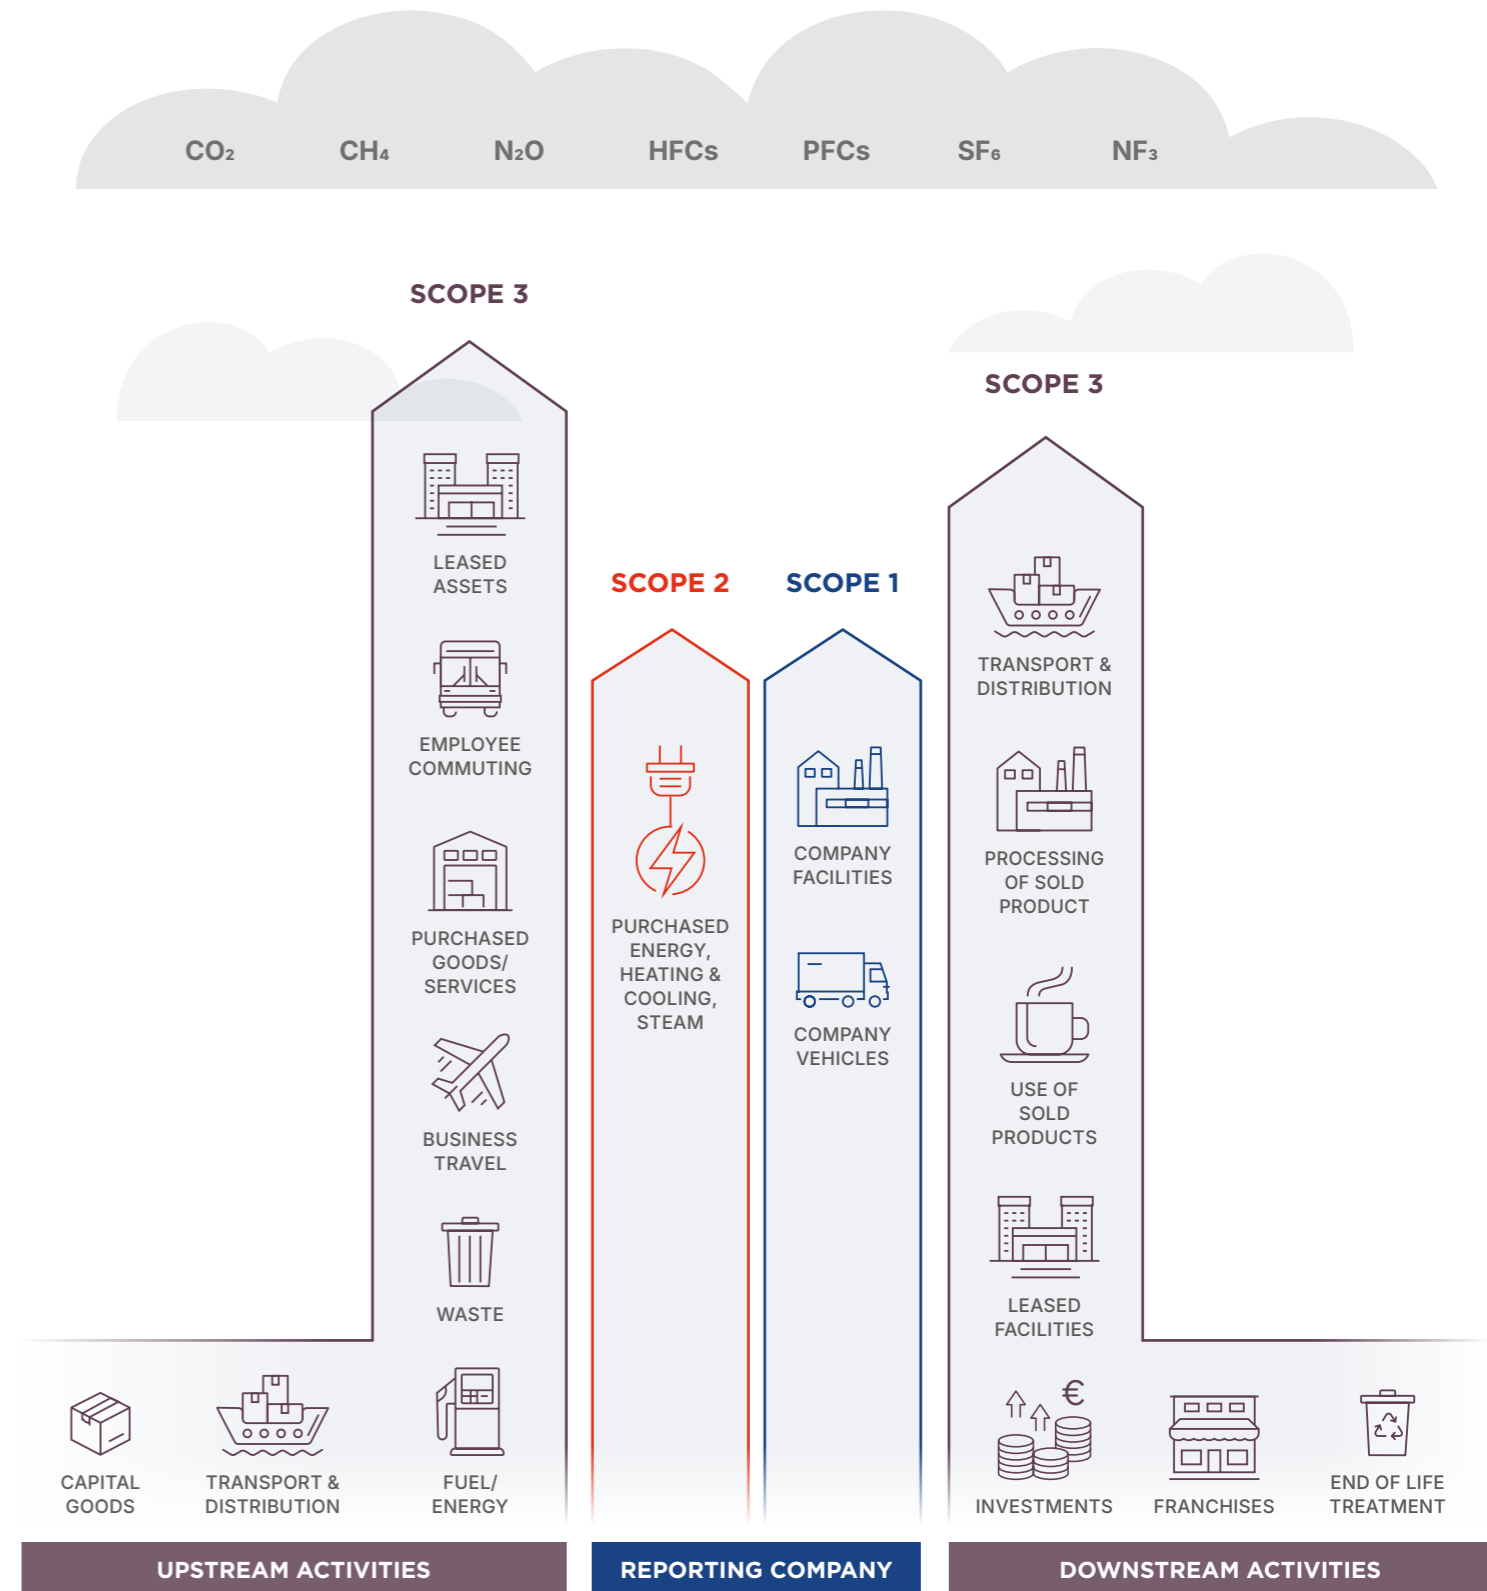 CO₂ CH₄ N₂O HFCs PFCs SF₆ NF₃
SCOPE 3
LEASED
ASSETS
EMPLOYEE
COMMUTING
PURCHASED
GOODS/
SERVICES
BUSINESS
TRAVEL
WASTE
FUEL/
ENERGY
CAPITAL
GOODS
TRANSPORT &
DISTRIBUTION
UPSTREAM ACTIVITIES
SCOPE 2
PURCHASED
ENERGY,
HEATING &
COOLING,
STEAM
SCOPE 1
COMPANY
FACILITIES
COMPANY
VEHICLES
REPORTING COMPANY
SCOPE 3
TRANSPORT &
DISTRIBUTION
PROCESSING
OF SOLD
PRODUCT
USE OF
SOLD
PRODUCTS
LEASED
FACILITIES
€
INVESTMENTS
FRANCHISES
END OF LIFE
TREATMENT
DOWNSTREAM ACTIVITIES